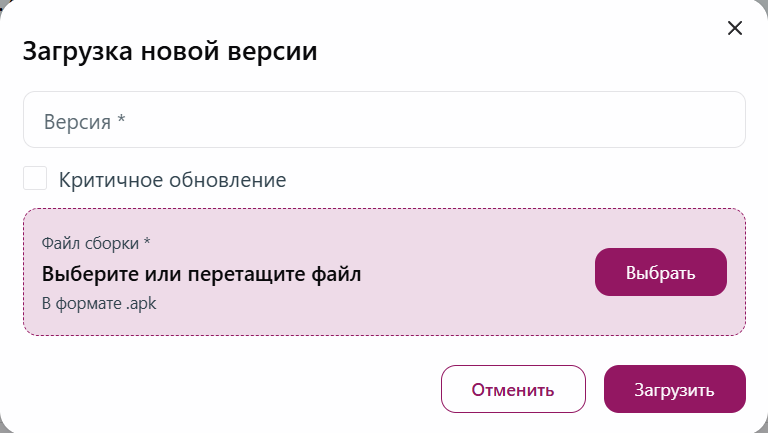 Загрузка новой версии
Версия *
Критичное обновление
Файл сборки *
Выберите или перетащите файл
Выбрать
В формате .apk
Отменить
Загрузить